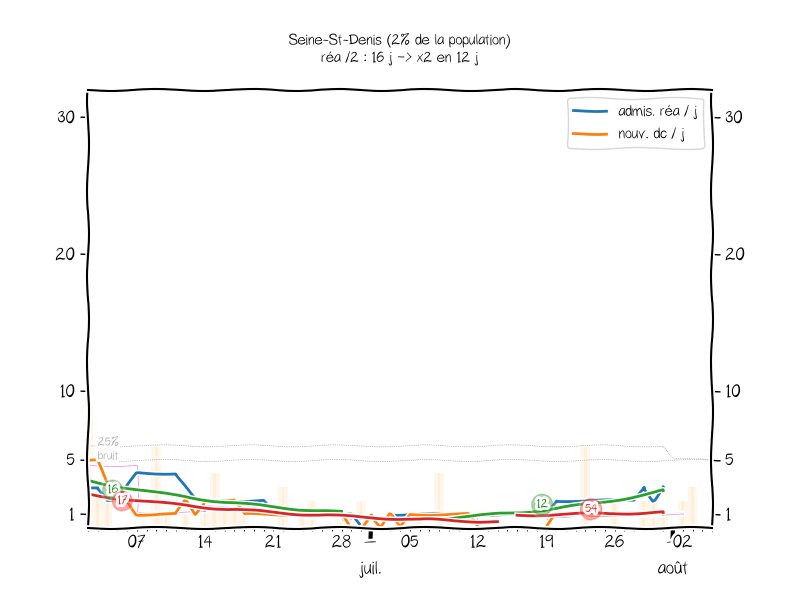 Seine-St-Denis (2% de la population)
réa /2 : 16 j -> x2 en 12 j
admis. réa / j
nouv. dc / j
30
30
20
20
10
10
25%
bruit
5
5
16
17
12
54
1
1
07 14 21 28 05 12 19 26 02
juil. août